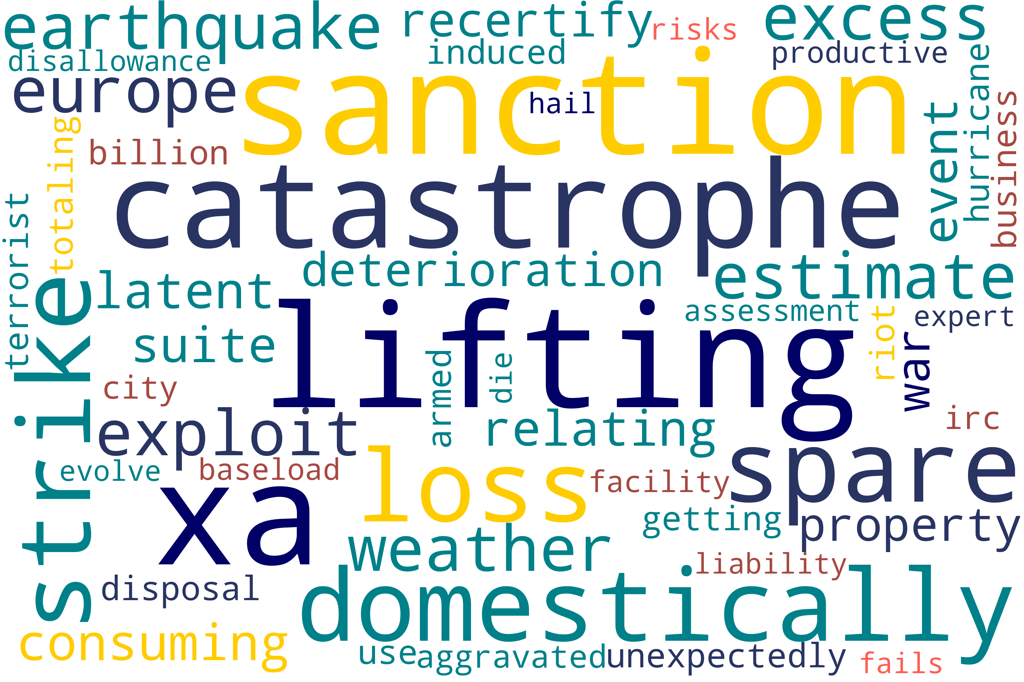 earthquake
recertify
risks
excess
disallowance
induced
productive
europe
sanction
hail
hurricane
business
event
totaling
billion
catastrophe
terrorist
strike
latent
deterioration
estimate
lifting
assessment
riot
expert
war
suite
armed
die
city
exploit
relating
irc
evolve
baseload
xa
loss
facility
spare
getting
property
weather
liability
disposal
domestically
consuming
use
aggravated
unexpectedly
fails